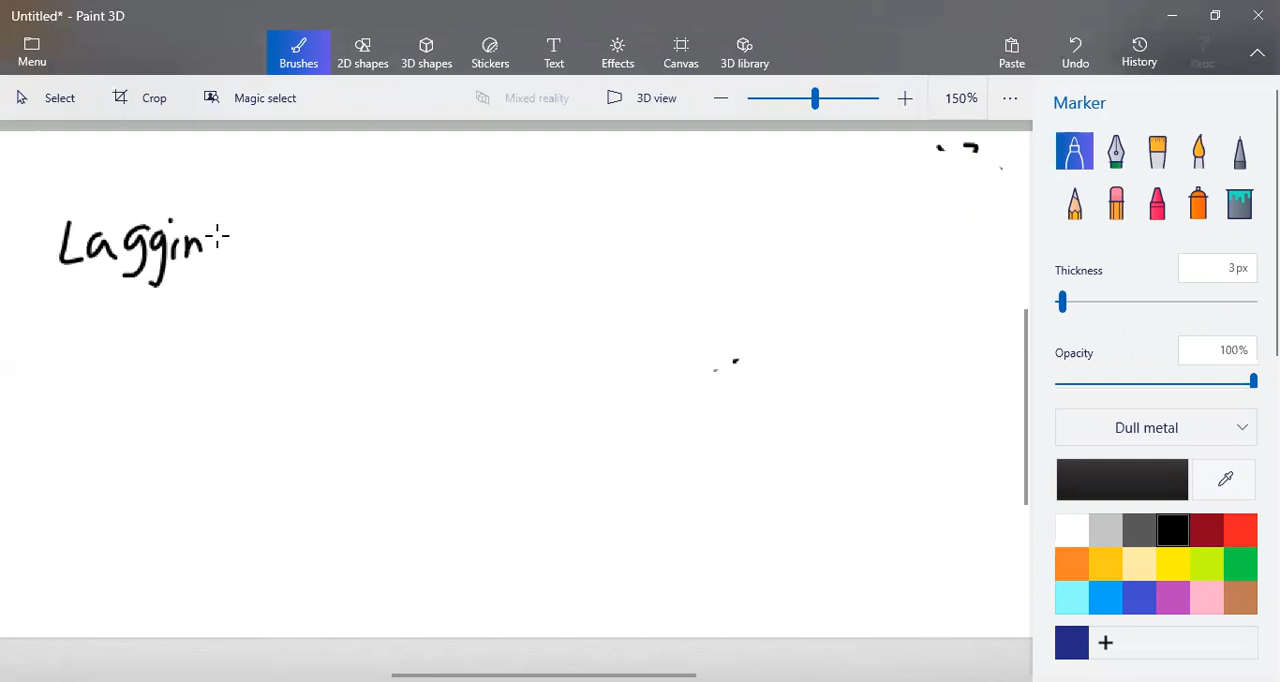 Untitled* - Paint 3D
Menu
Brushes
2D shapes
3D shapes
Stickers
Text
Effects
Canvas
3D library
Paste
Undo
History
Select
Crop
Magic select
Mixed reality
3D view
150%
Marker
Laggin
Thickness
3px
Opacity
100%
Dull metal